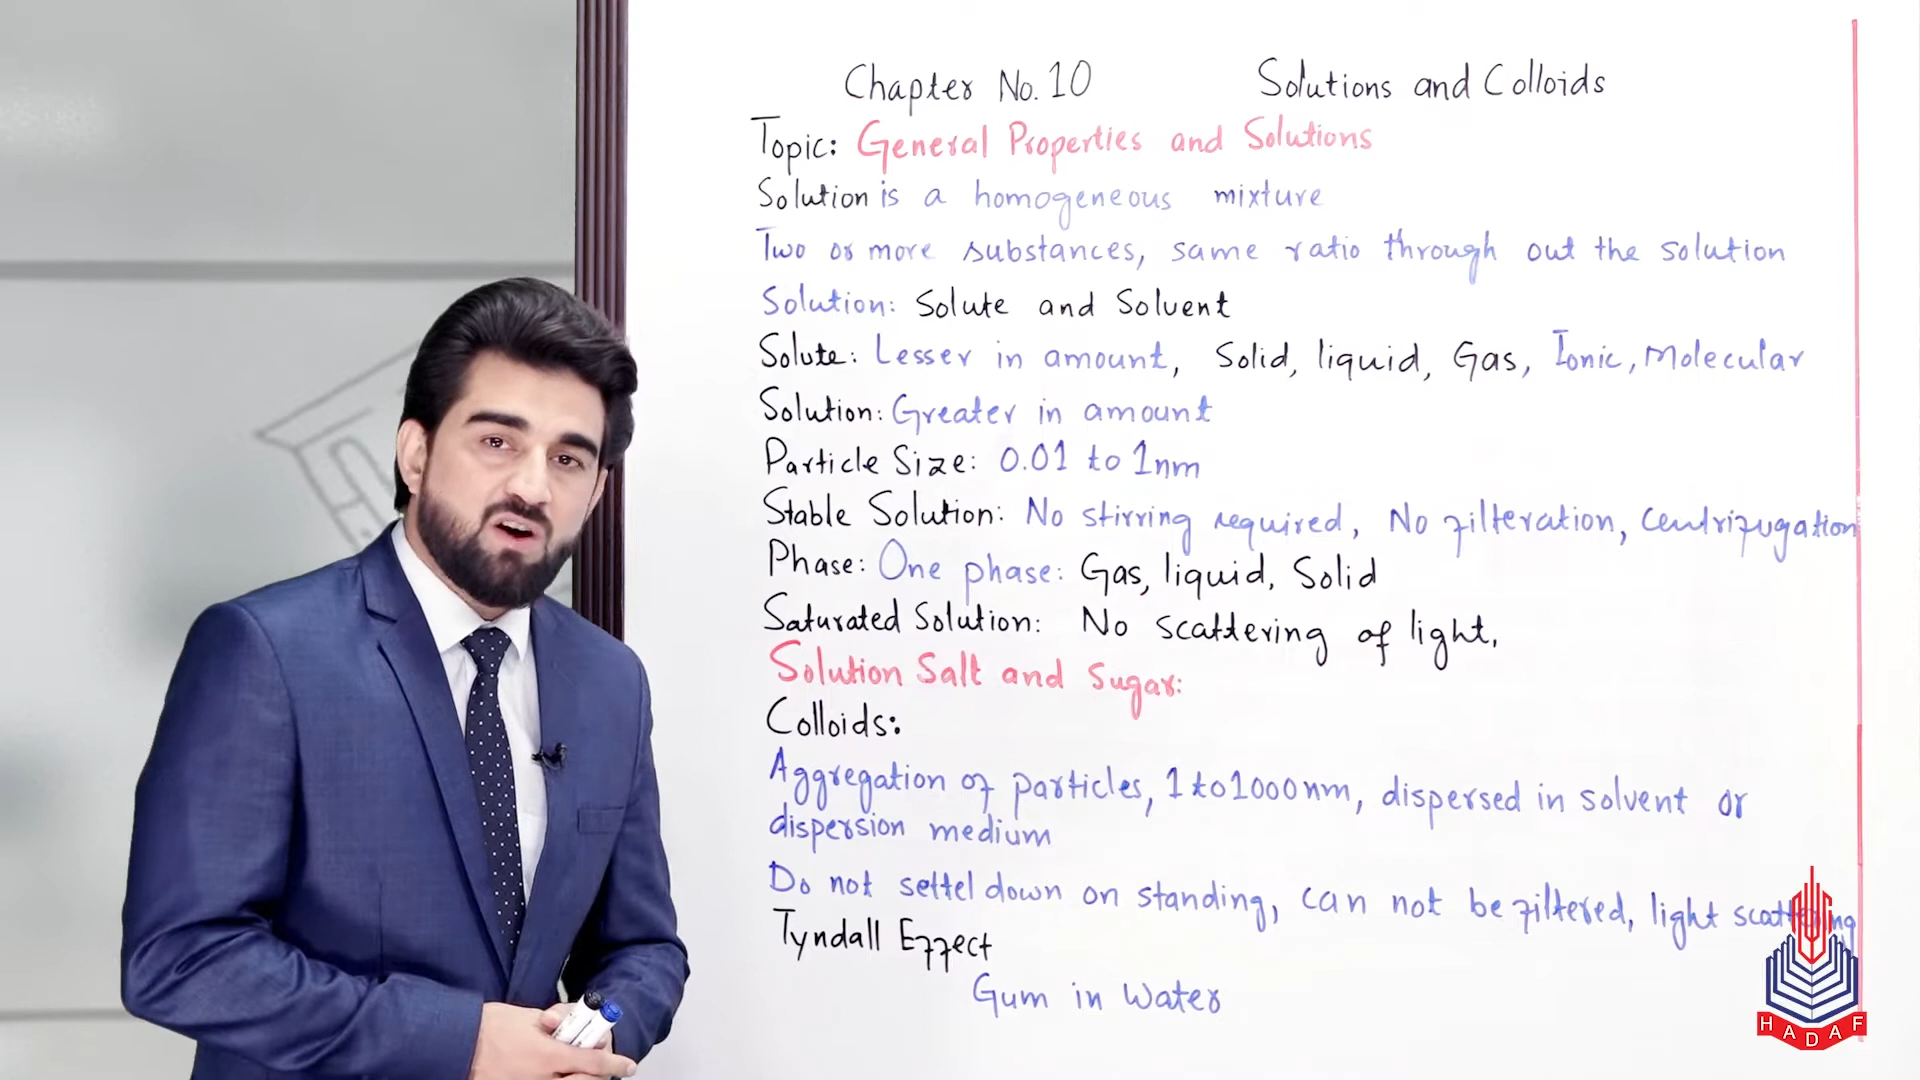 Chapter No. 10 Solutions and Colloids
Topic: General Properties and Solutions
Solution is a homogeneous mixture
Two or more substances, same ratio through out the solution
Solution: Solute and Solvent
Solute: Lesser in amount, Solid, liquid, Gas, Ionic, Molecular
Solution: Greater in amount
Particle Size: 0.01 to 1nm
Stable Solution: No stirring required, No filteration, Centrifugation
Phase: One phase: Gas, liquid, Solid
Saturated Solution: No scattering of light.
Solution Salt and Sugar:
Colloids:
Aggregation of particles, 1 to 1000nm, dispersed in solvent or
dispersion medium
Do not settel down on standing, can not be filtered, light scattering
Tyndall Effect
Gum in Water
HADAF